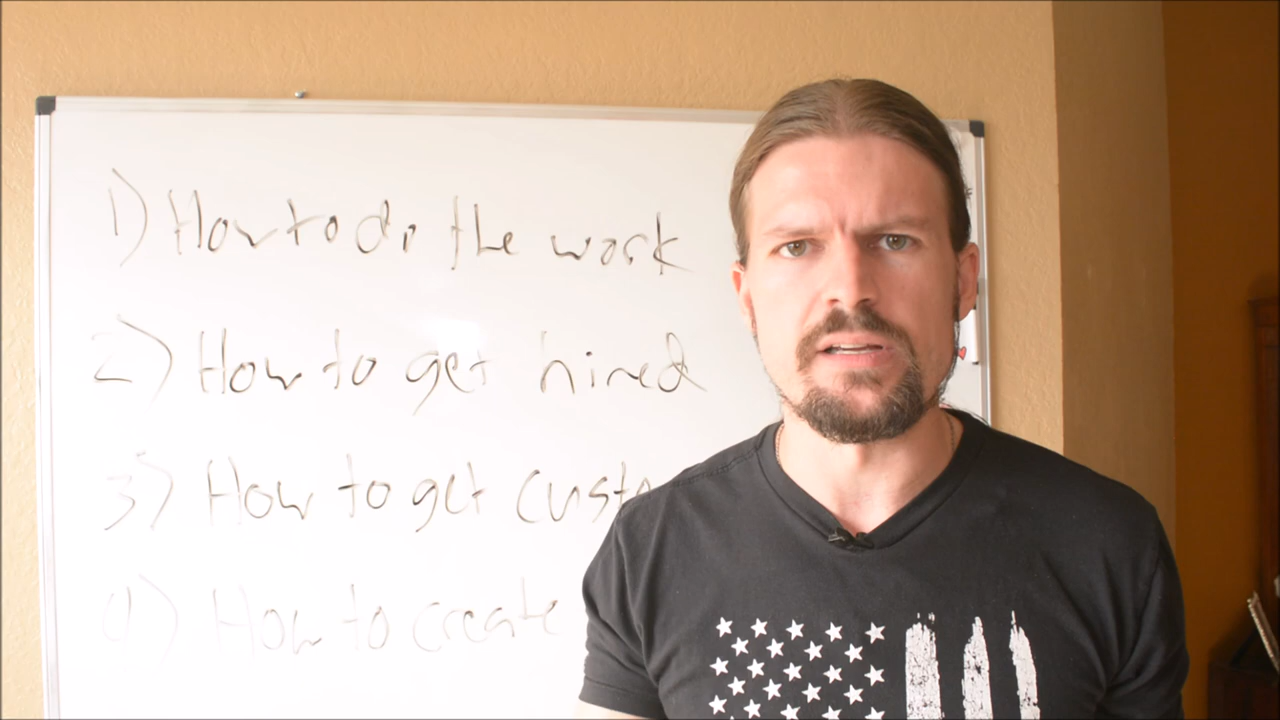 1) How to do the work
2) How to get hired
3) How to get custo
4) How to create